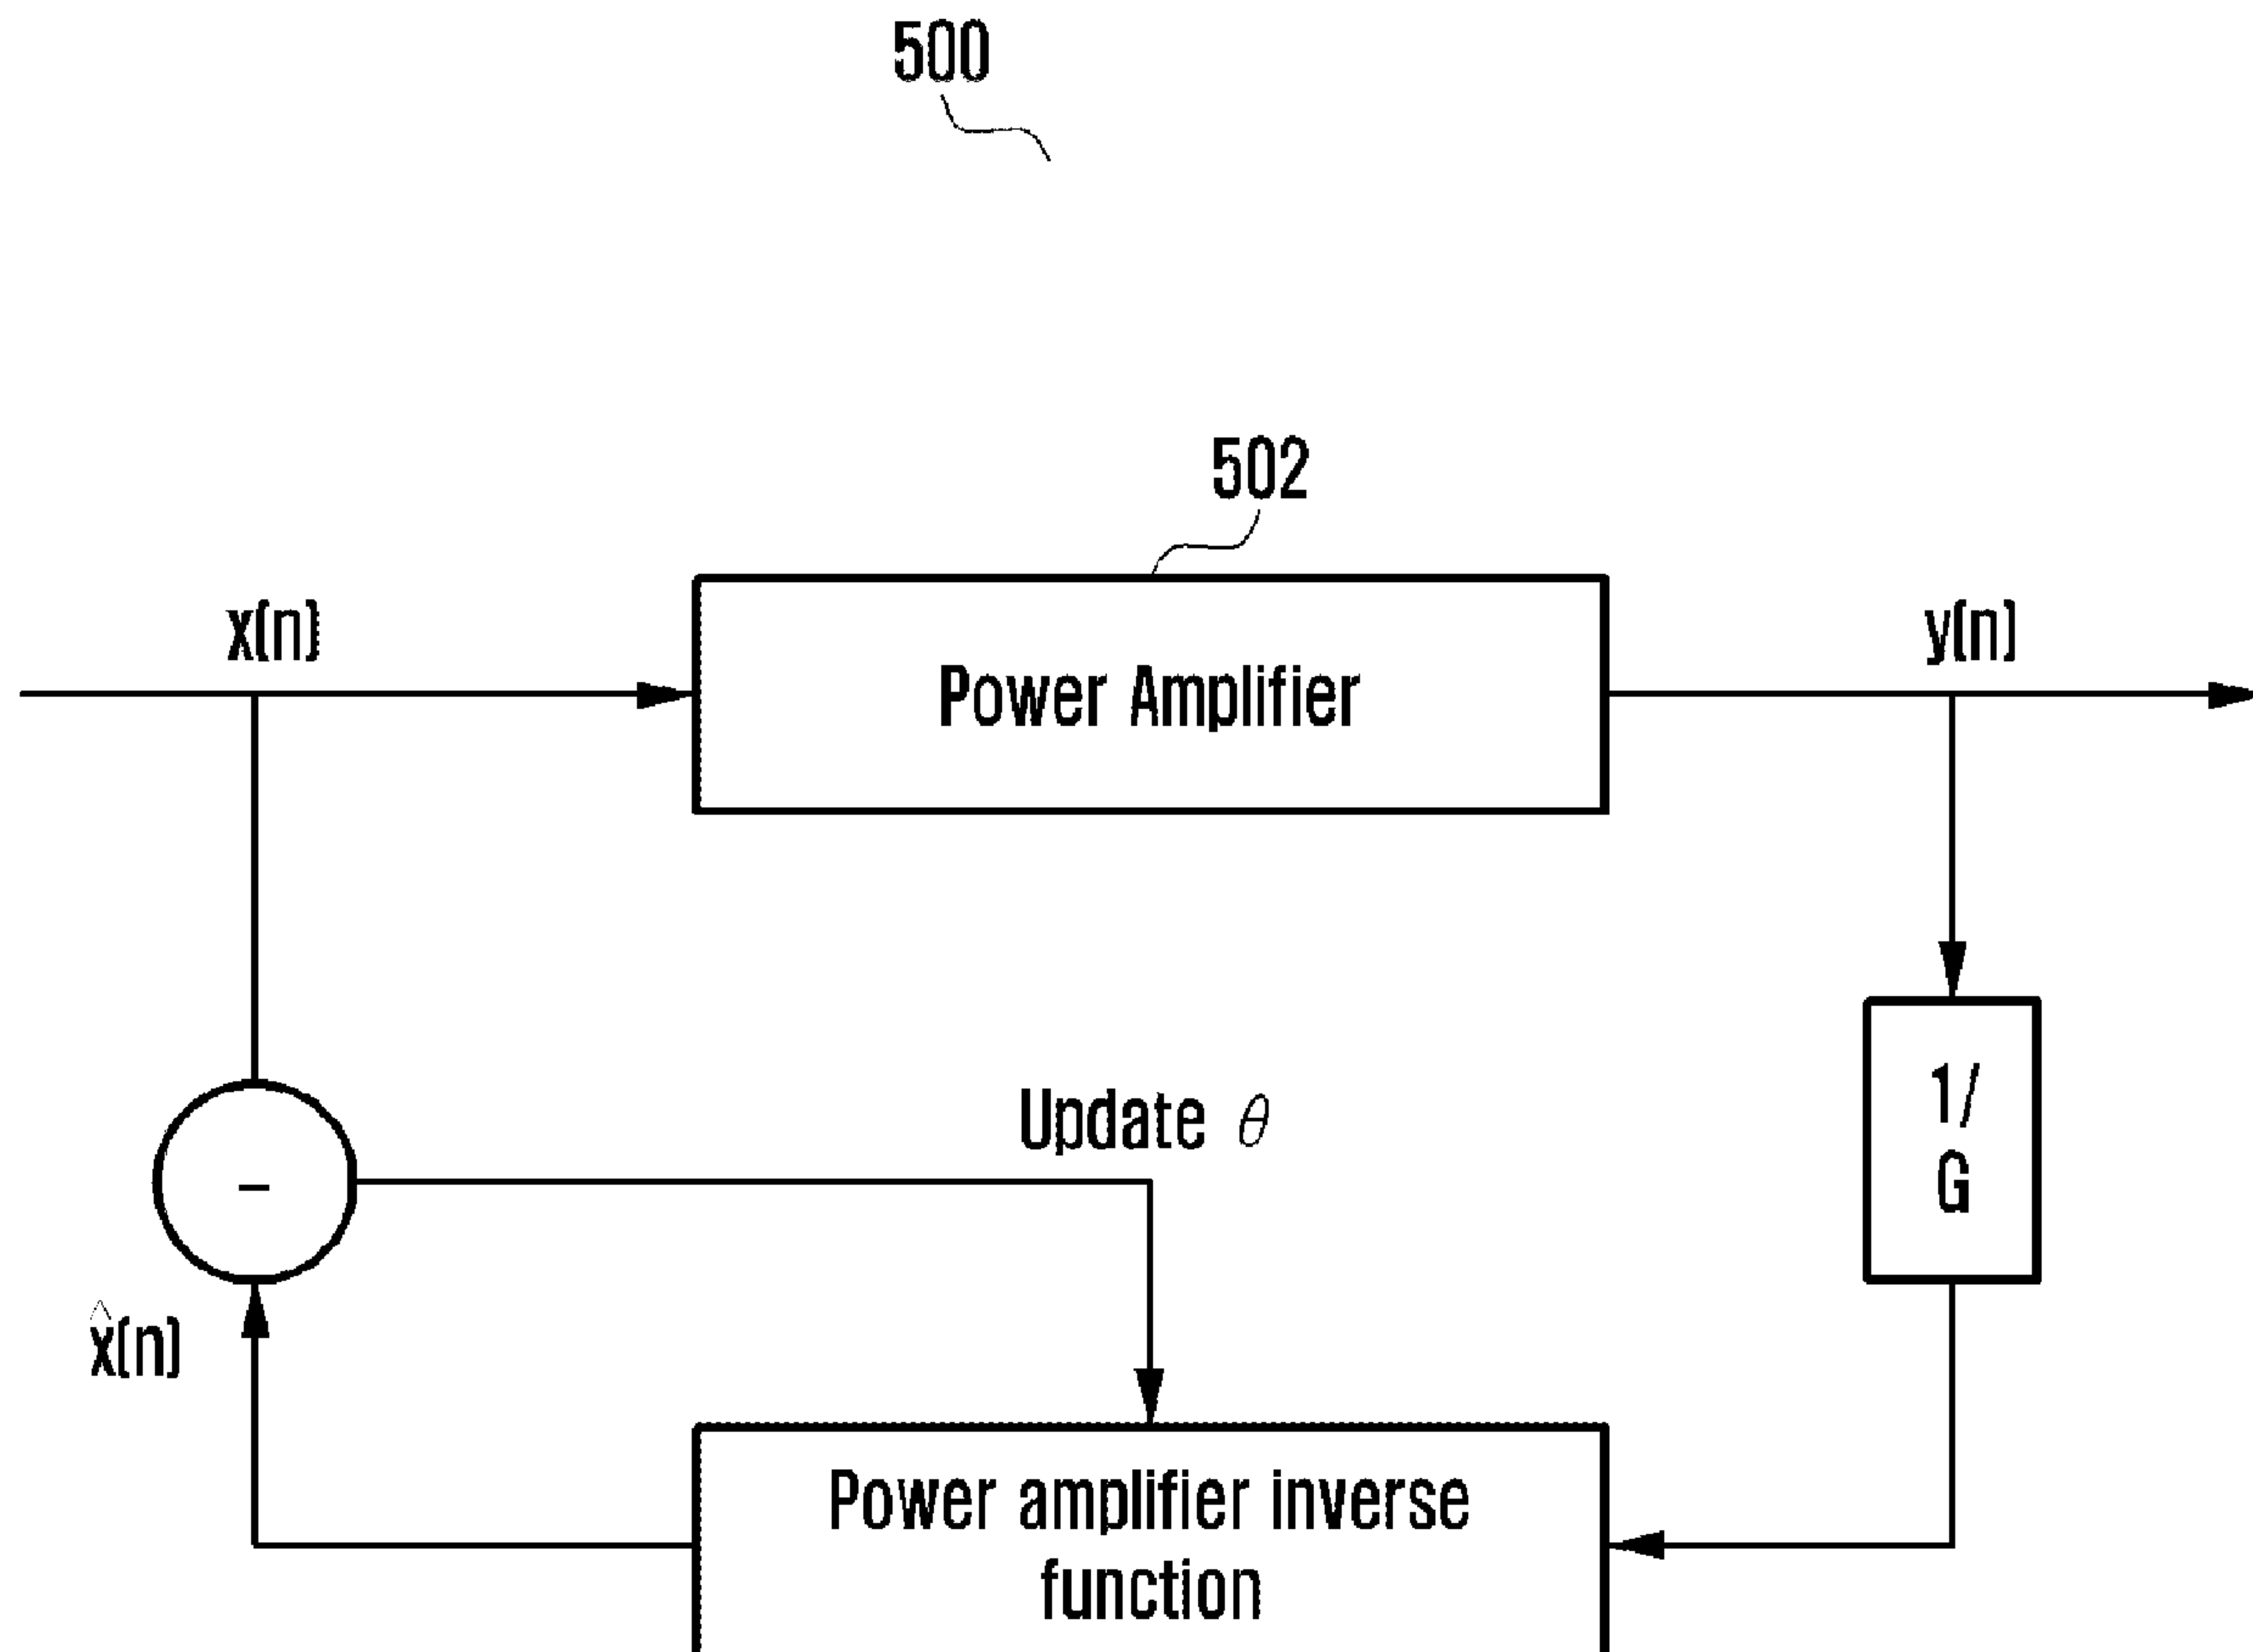 500
502
x(n)
Power Amplifier
y(n)
1/
G
Update θ
-
x̂(n)
Power amplifier inverse
function